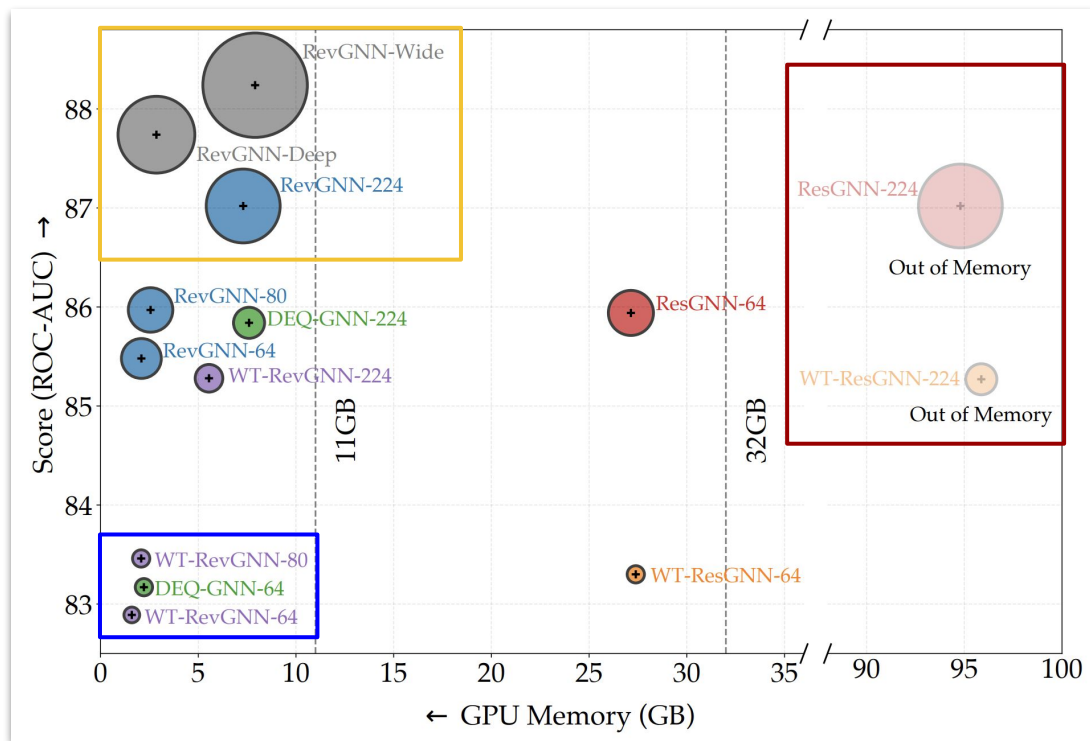 RevGNN-Wide
RevGNN-Deep
RevGNN-224
RevGNN-80
DEQ-GNN-224
RevGNN-64
WT-RevGNN-224
ResGNN-64
ResGNN-224
Out of Memory
WT-ResGNN-224
Out of Memory
11GB
32GB
WT-RevGNN-80
DEQ-GNN-64
WT-RevGNN-64
WT-ResGNN-64
Score (ROC-AUC) →
88
87
86
85
84
83
0 5 10 15 20 25 30 35 90 95 100
← GPU Memory (GB)